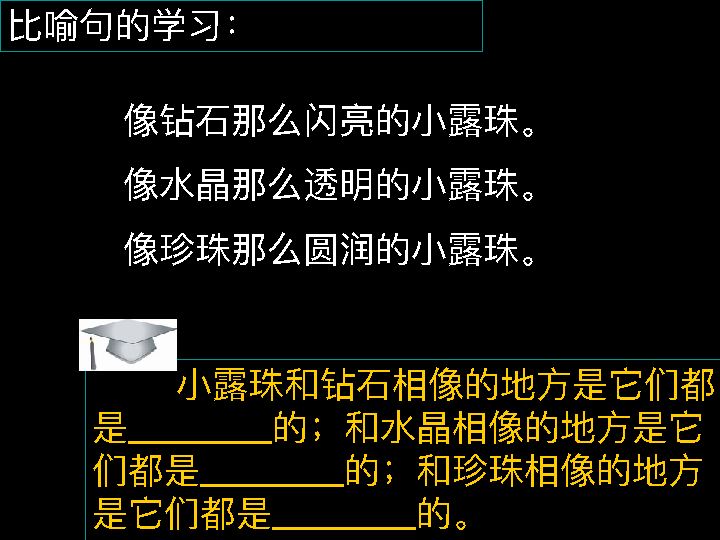 比喻句的学习：
像钻石那么闪亮的小露珠。
像水晶那么透明的小露珠。
像珍珠那么圆润的小露珠。
小露珠和钻石相像的地方是它们都
是________的；和水晶相像的地方是它
们都是________的；和珍珠相像的地方
是它们都是________的。